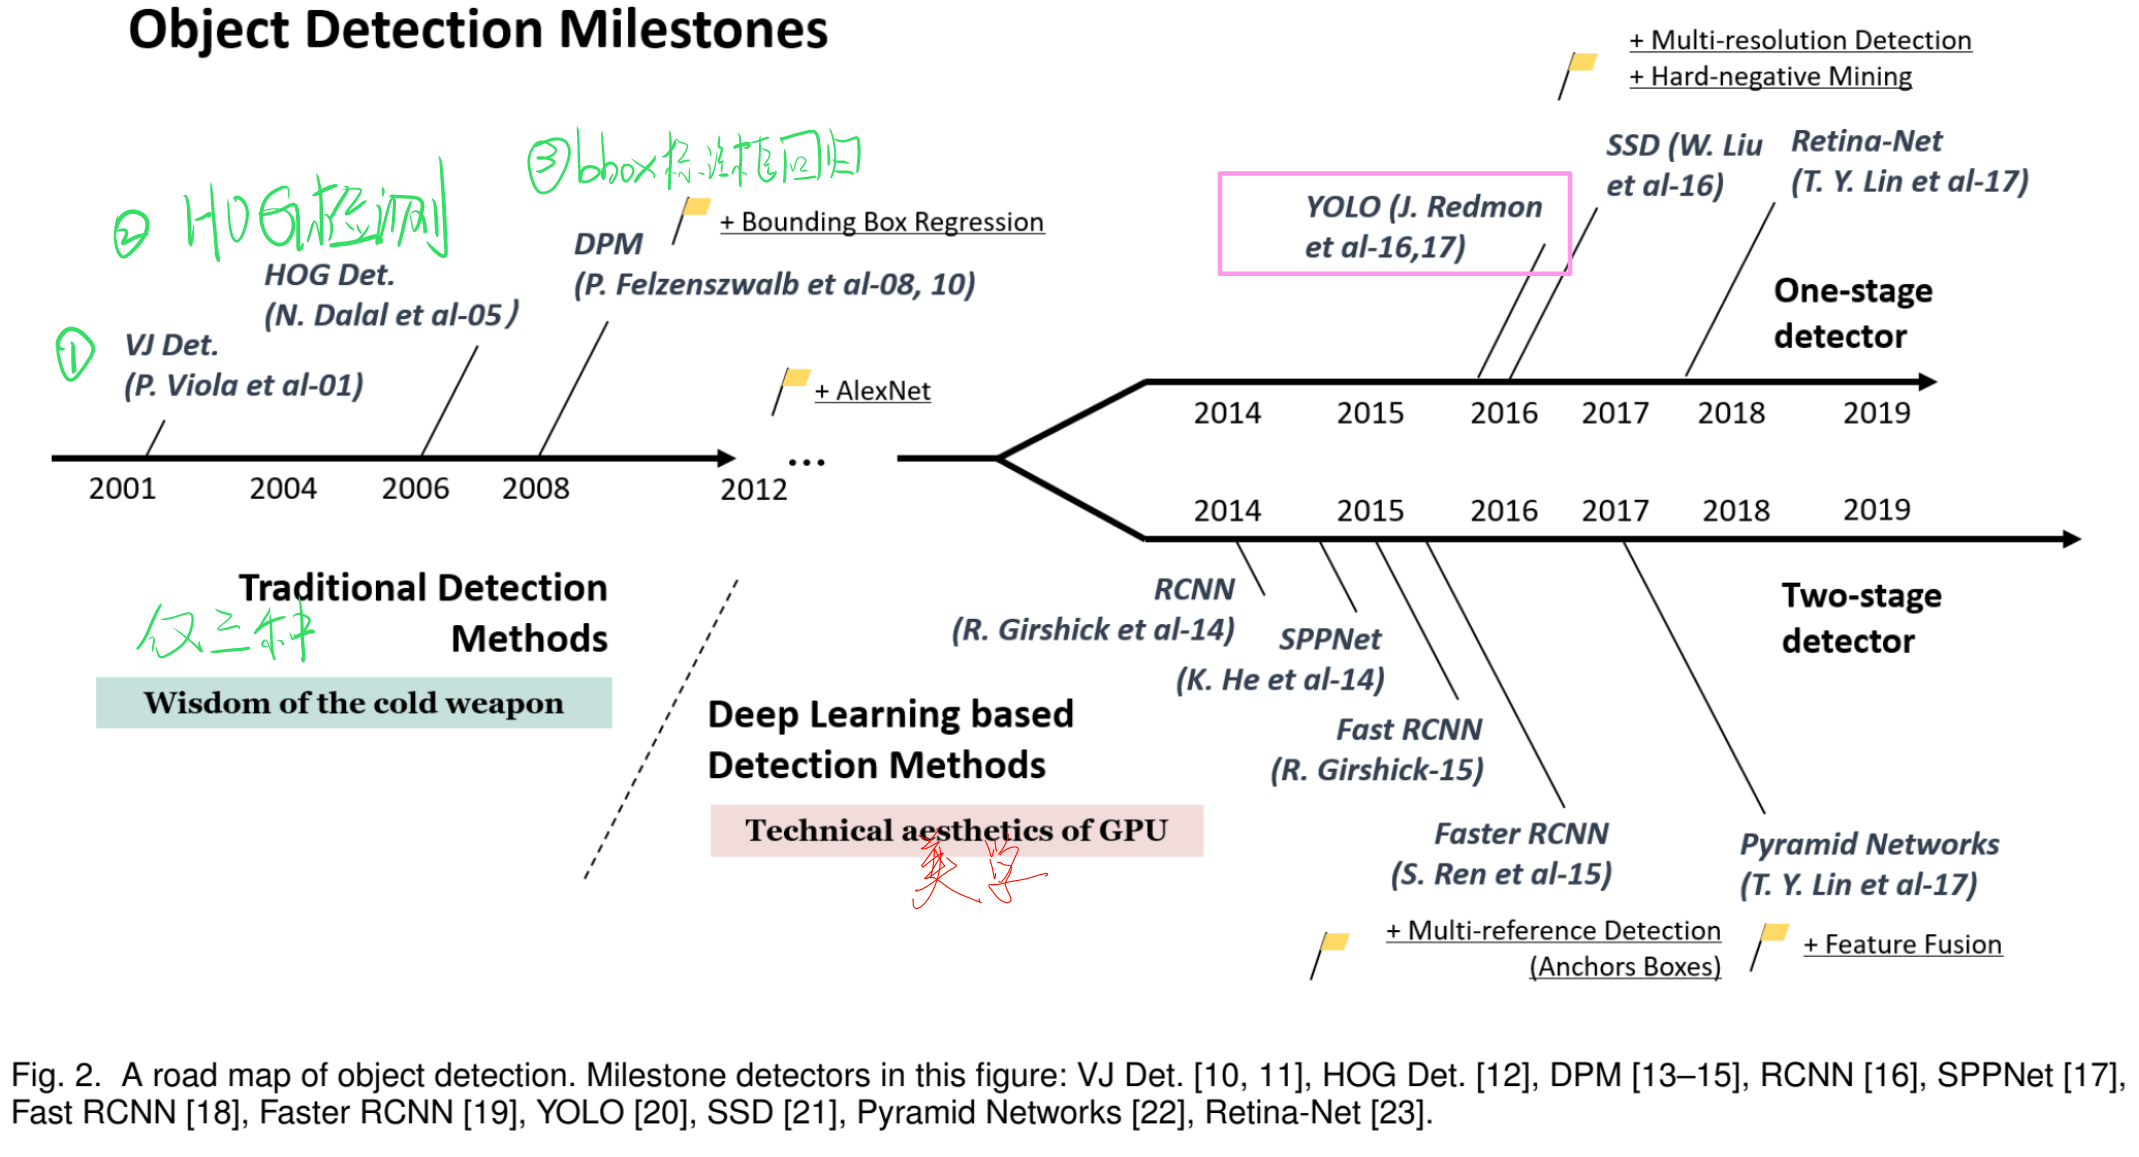 Object Detection Milestones
+ Multi-resolution Detection
+ Hard-negative Mining
③bbox标准框回归
② HOG检测
+ Bounding Box Regression
DPM
(P. Felzenszwalb et al-08, 10)
HOG Det.
(N. Dalal et al-05)
①
VJ Det.
(P. Viola et al-01)
+ AlexNet
YOLO (J. Redmon
et al-16,17)
SSD (W. Liu
et al-16)
Retina-Net
(T. Y. Lin et al-17)
One-stage
detector
2014 2015 2016 2017 2018 2019
...
2001 2004 2006 2008 2012
2014 2015 2016 2017 2018 2019
Traditional Detection
Methods
仅三种
Wisdom of the cold weapon
Deep Learning based
Detection Methods
Technical aesthetics of GPU
美学
RCNN
(R. Girshick et al-14)
SPPNet
(K. He et al-14)
Fast RCNN
(R. Girshick-15)
Faster RCNN
(S. Ren et al-15)
+ Multi-reference Detection
(Anchors Boxes)
Two-stage
detector
Pyramid Networks
(T. Y. Lin et al-17)
+ Feature Fusion
Fig. 2. A road map of object detection. Milestone detectors in this figure: VJ Det. [10, 11], HOG Det. [12], DPM [13–15], RCNN [16], SPPNet [17],
Fast RCNN [18], Faster RCNN [19], YOLO [20], SSD [21], Pyramid Networks [22], Retina-Net [23].